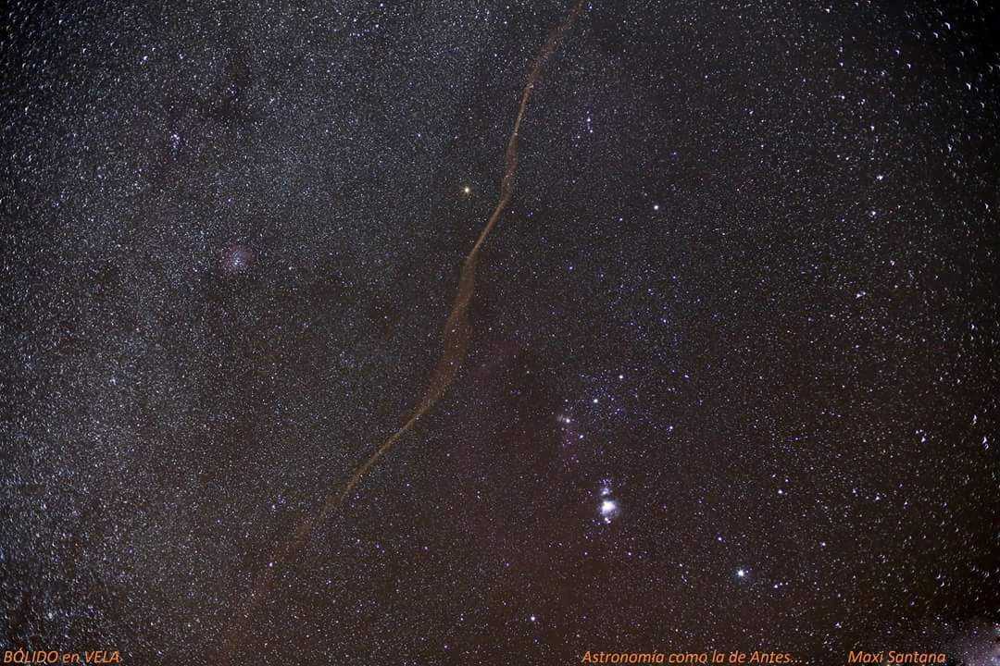 BÓLIDO en VELA
Astronomía como la de Antes...
Maxi Santana